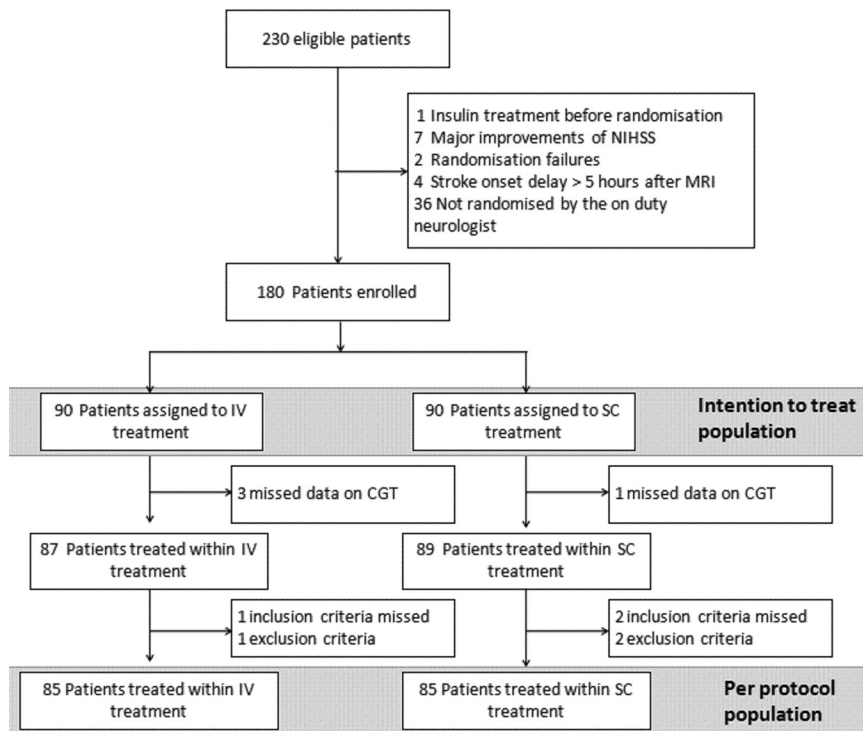 230 eligible patients
1 Insulin treatment before randomisation
7 Major improvements of NIHSS
2 Randomisation failures
4 Stroke onset delay > 5 hours after MRI
36 Not randomised by the on duty
neurologist
180 Patients enrolled
90 Patients assigned to IV
treatment
90 Patients assigned to SC
treatment
Intention to treat
population
3 missed data on CGT
1 missed data on CGT
87 Patients treated within IV
treatment
89 Patients treated within SC
treatment
1 inclusion criteria missed
1 exclusion criteria
2 inclusion criteria missed
2 exclusion criteria
85 Patients treated within IV
treatment
85 Patients treated within SC
treatment
Per protocol
population